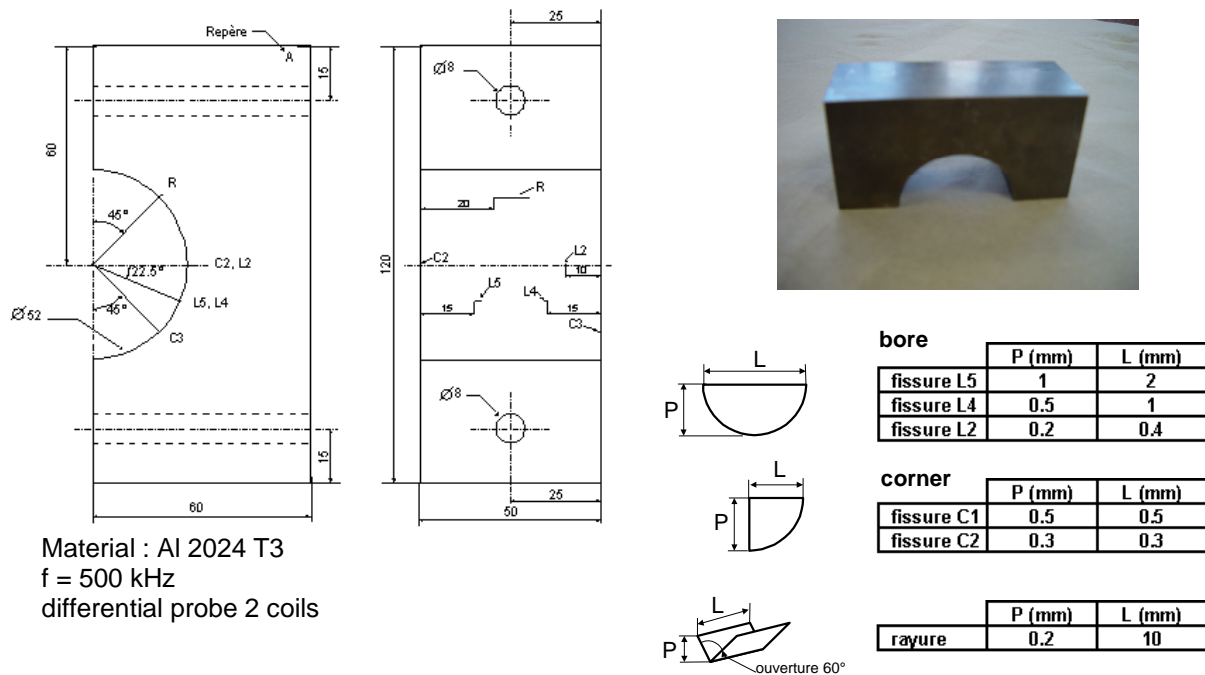 Repère
A
15
60
R
45°
22.5°
C2, L2
L5, L4
45°
C3
Ø52
15
60
25
Ø8
R
20
C2
L2
10
120
L5
L4
15
15
C3
Ø8
25
50
Material : Al 2024 T3
f = 500 kHz
differential probe 2 coils
L
P
bore
P (mm) L (mm)
fissure L5 1 2
fissure L4 0.5 1
fissure L2 0.2 0.4
L
P
corner
P (mm) L (mm)
fissure C1 0.5 0.5
fissure C2 0.3 0.3
L
P
ouverture 60°
P (mm) L (mm)
rayure 0.2 10